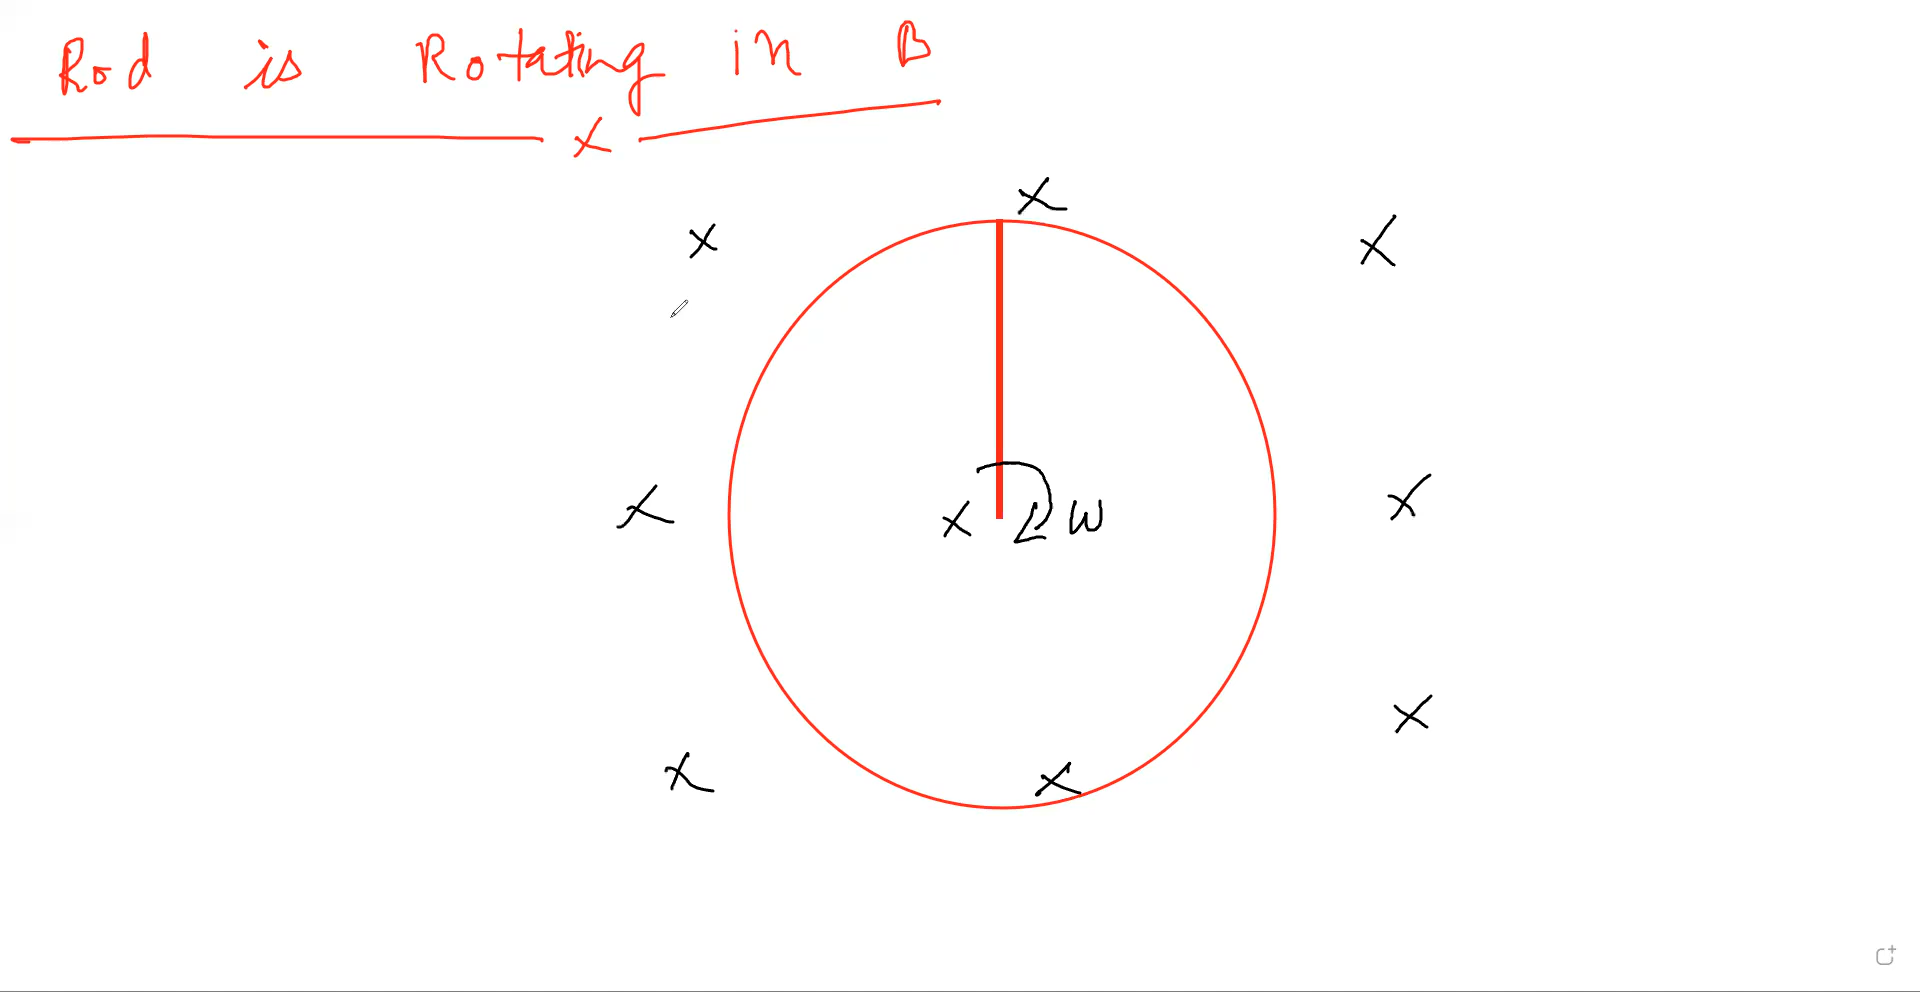 Rod is Rotating in B
x
x
x x
x x ω x
x
x x